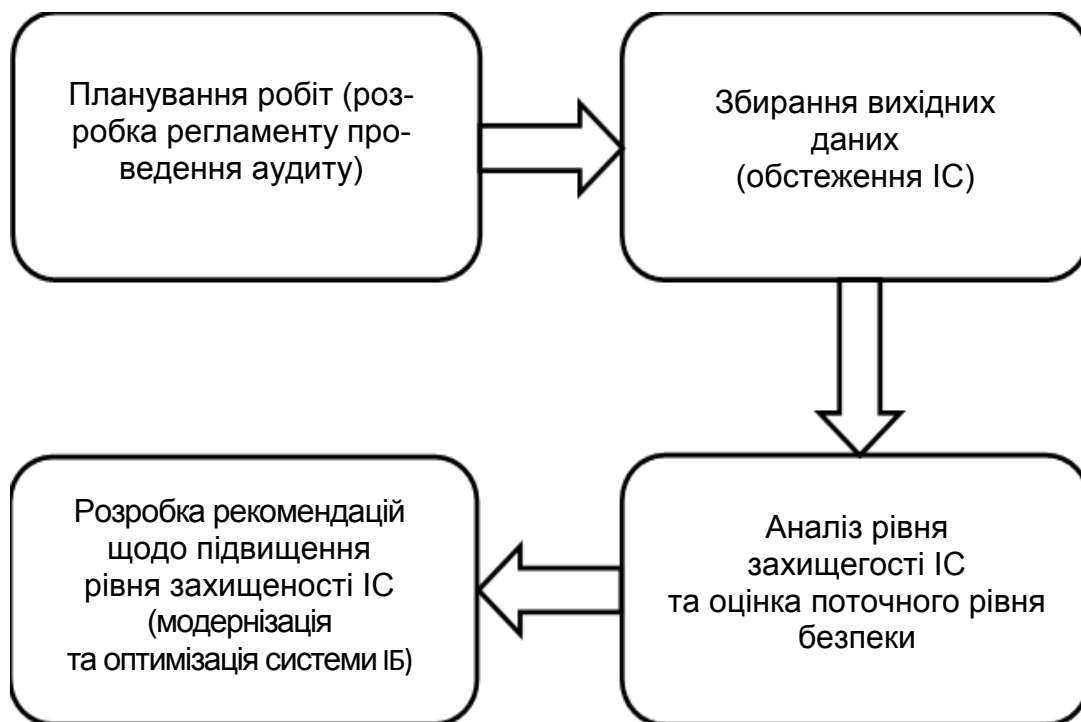 Планування робіт (роз-
робка регламенту про-
ведення аудиту)
Збирання вихідних
даних
(обстеження ІС)
Аналіз рівня
захищегості ІС
та оцінка поточного рівня
безпеки
Розробка рекомендацій
щодо підвищення
рівня захищеності ІС
(модернізація
та оптимізація системи ІБ)